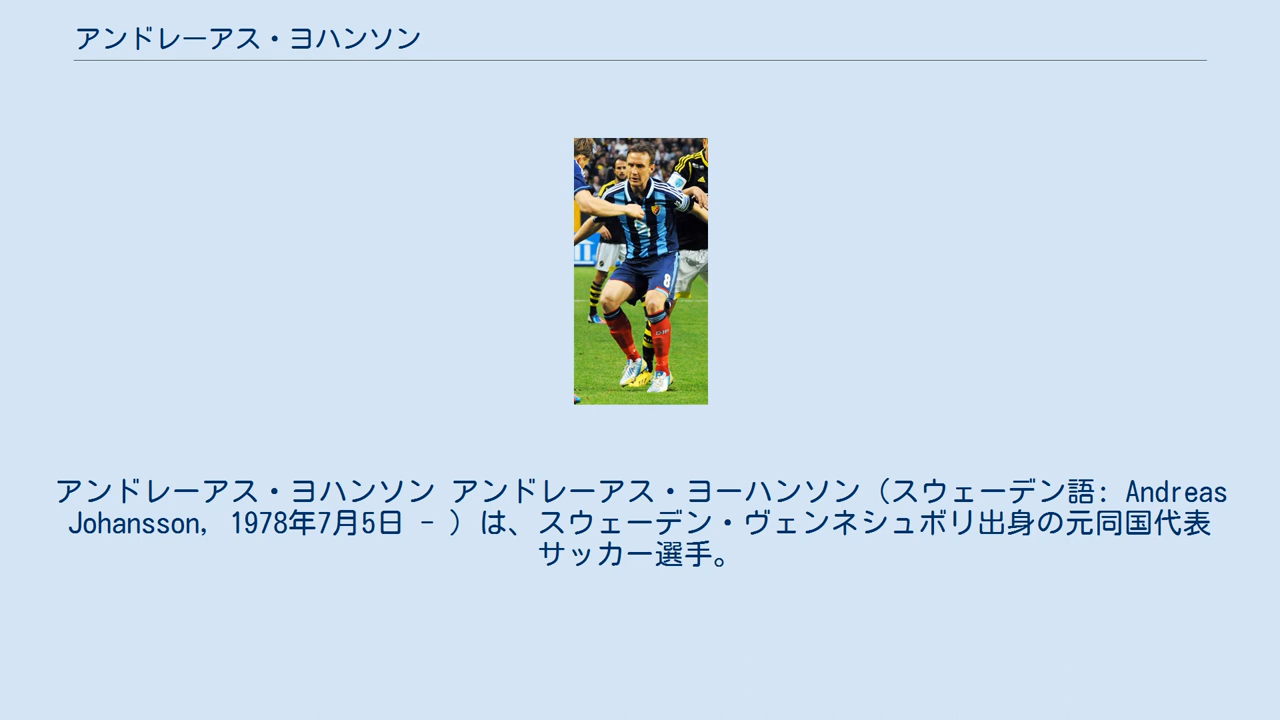 アンドレーアス・ヨハンソン
8
アンドレーアス・ヨハンソン アンドレーアス・ヨーハンソン（スウェーデン語: Andreas
Johansson, 1978年7月5日 - ）は、スウェーデン・ヴェンネシュボリ出身の元同国代表
サッカー選手。